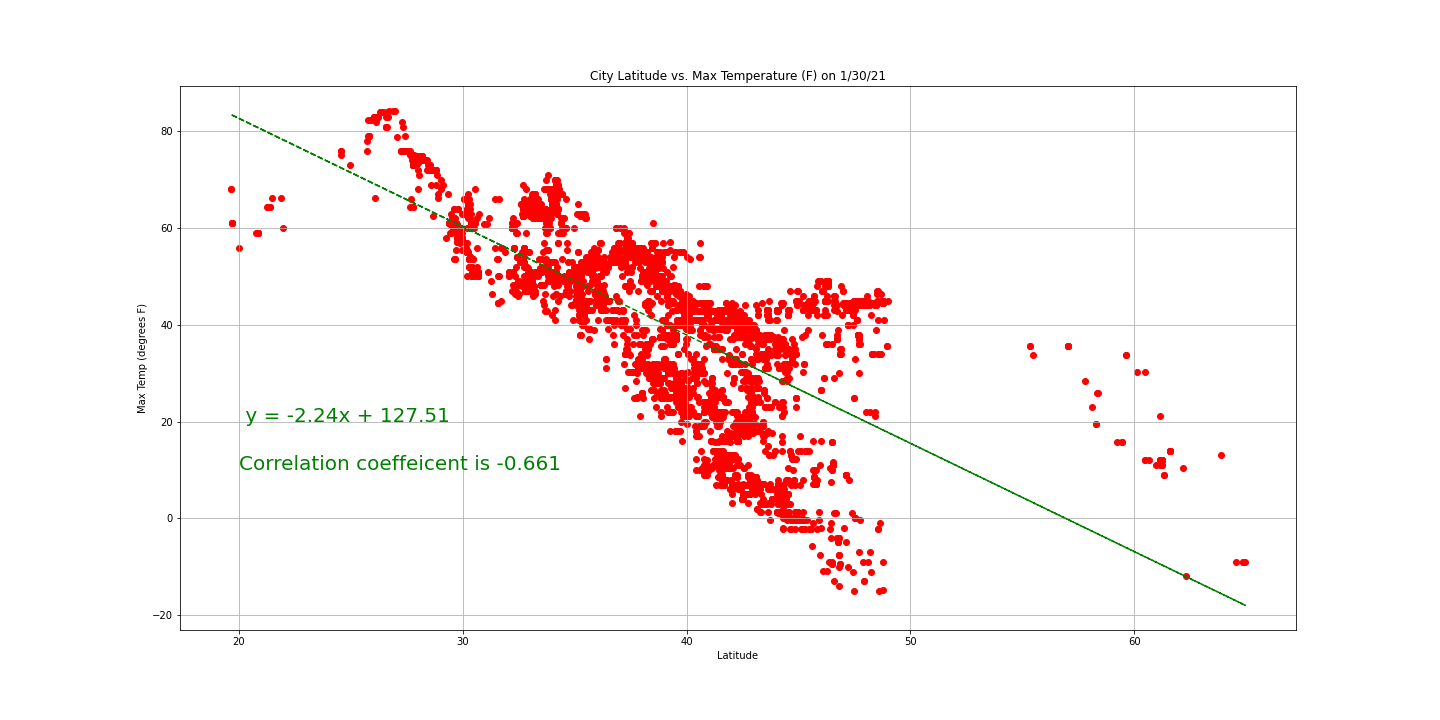 City Latitude vs. Max Temperature (F) on 1/30/21
Max Temp (degrees F)
80
60
40
20
0
−20
y = -2.24x + 127.51
Correlation coeffeicent is -0.661
20 30 40 50 60
Latitude